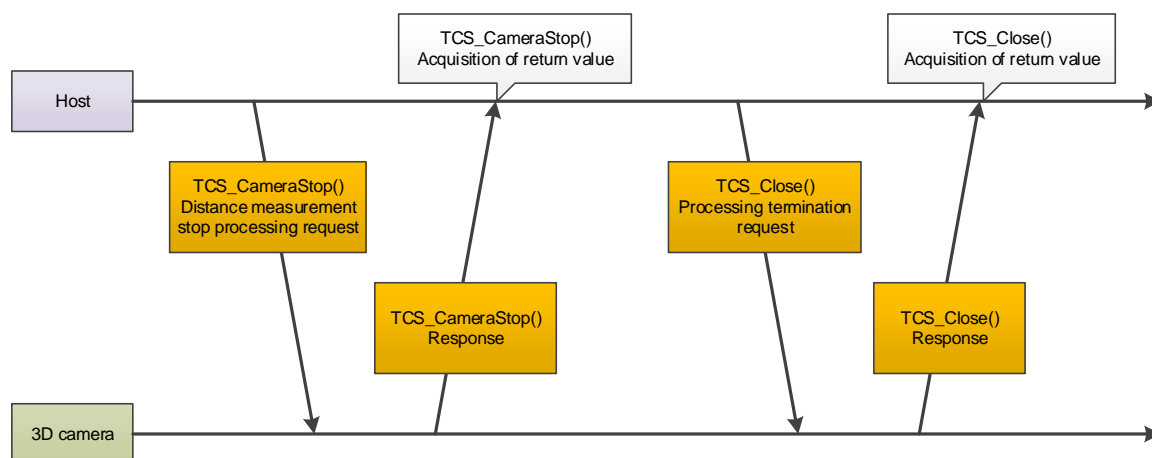 TCS_CameraStop()
Acquisition of return value
TCS_Close()
Acquisition of return value
Host
TCS_CameraStop()
Distance measurement
stop processing request
TCS_Close()
Processing termination
request
TCS_CameraStop()
Response
TCS_Close()
Response
3D camera